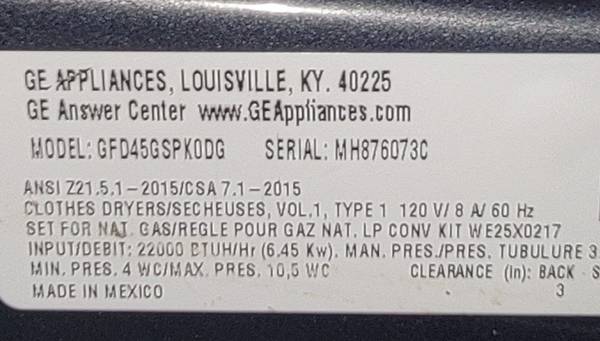 GE APPLIANCES, LOUISVILLE, KY. 40225
GE Answer Center www.GEAppliances.com
MODEL: GFD45GSPK0DG SERIAL: MH876073C
ANSI Z21.5.1-2015/CSA 7.1-2015
CLOTHES DRYERS/SECHEUSES, VOL,1, TYPE 1 120 V/ 8 A/ 60 Hz
SET FOR NAT. GAS/REGLE POUR GAZ NAT. LP CONV KIT WE25X0217
INPUT/DEBIT: 22000 BTUH/Hr (6.45 Kw). MAN. PRES./PRES. TUBULURE 3.
MIN. PRES. 4 WC/MAX. PRES. 10,5 WC CLEARANCE (In): BACK - S
MADE IN MEXICO 3